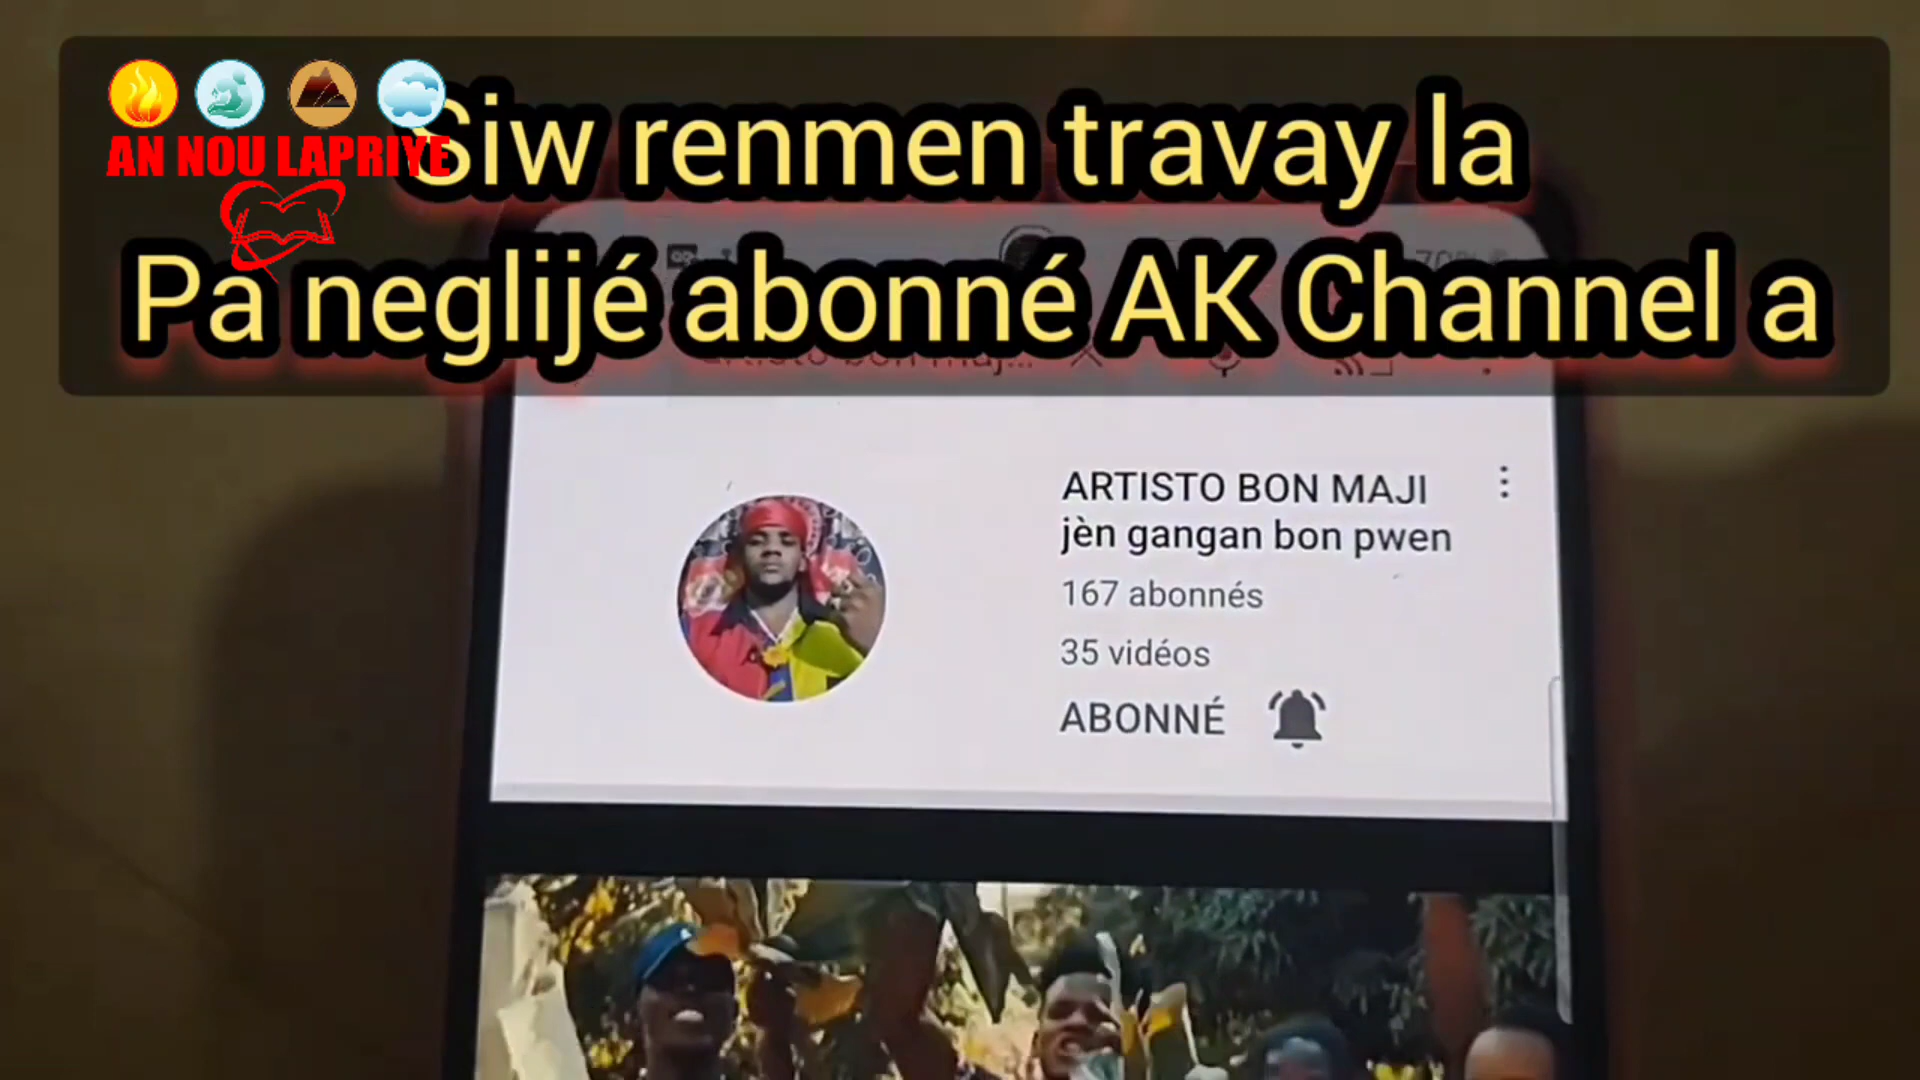 AN NOU LAPRIYE
Siw renmen travay la
Pa neglijé abonné AK Channel a
ARTISTO BON MAJI
jèn gangan bon pwen
167 abonnés
35 vidéos
ABONNÉ